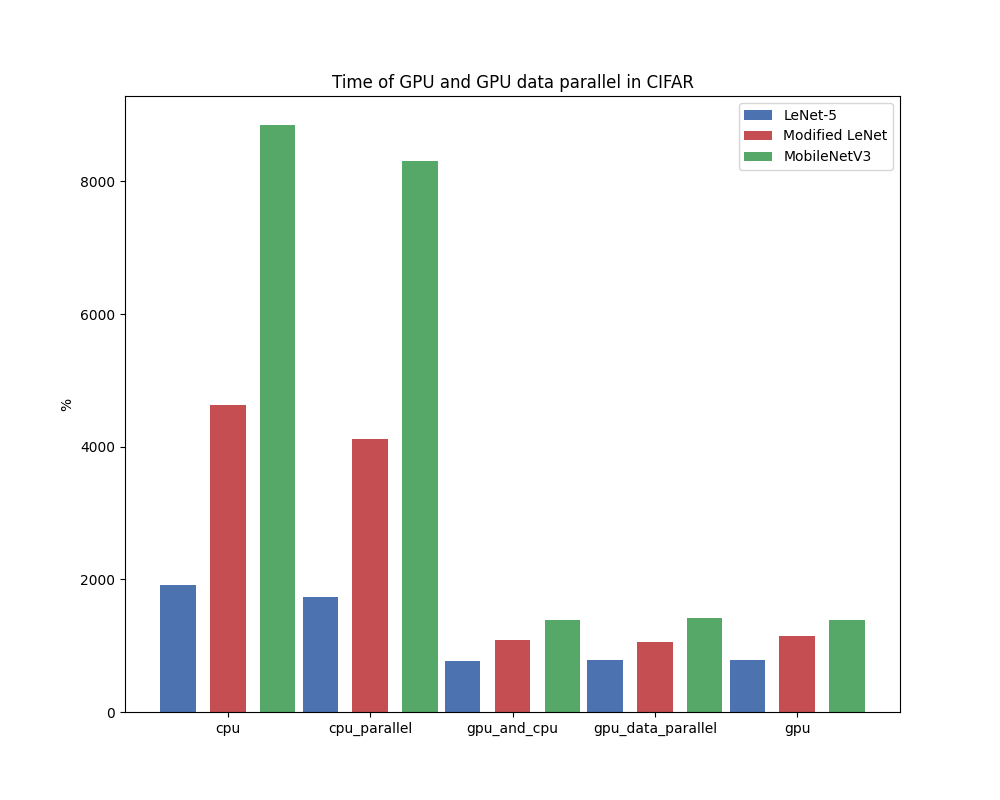 Time of GPU and GPU data parallel in CIFAR
LeNet-5
Modified LeNet
MobileNetV3
%
8000
6000
4000
2000
0
cpu
cpu_parallel
gpu_and_cpu
gpu_data_parallel
gpu